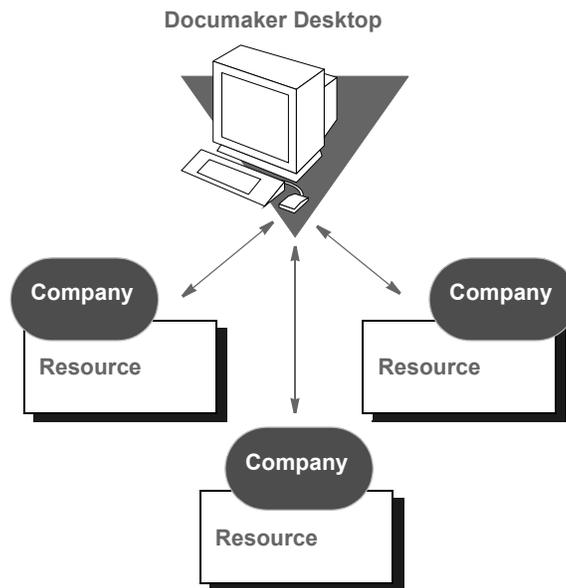 Documaker Desktop
Company
Company
Resource
Resource
Company
Resource